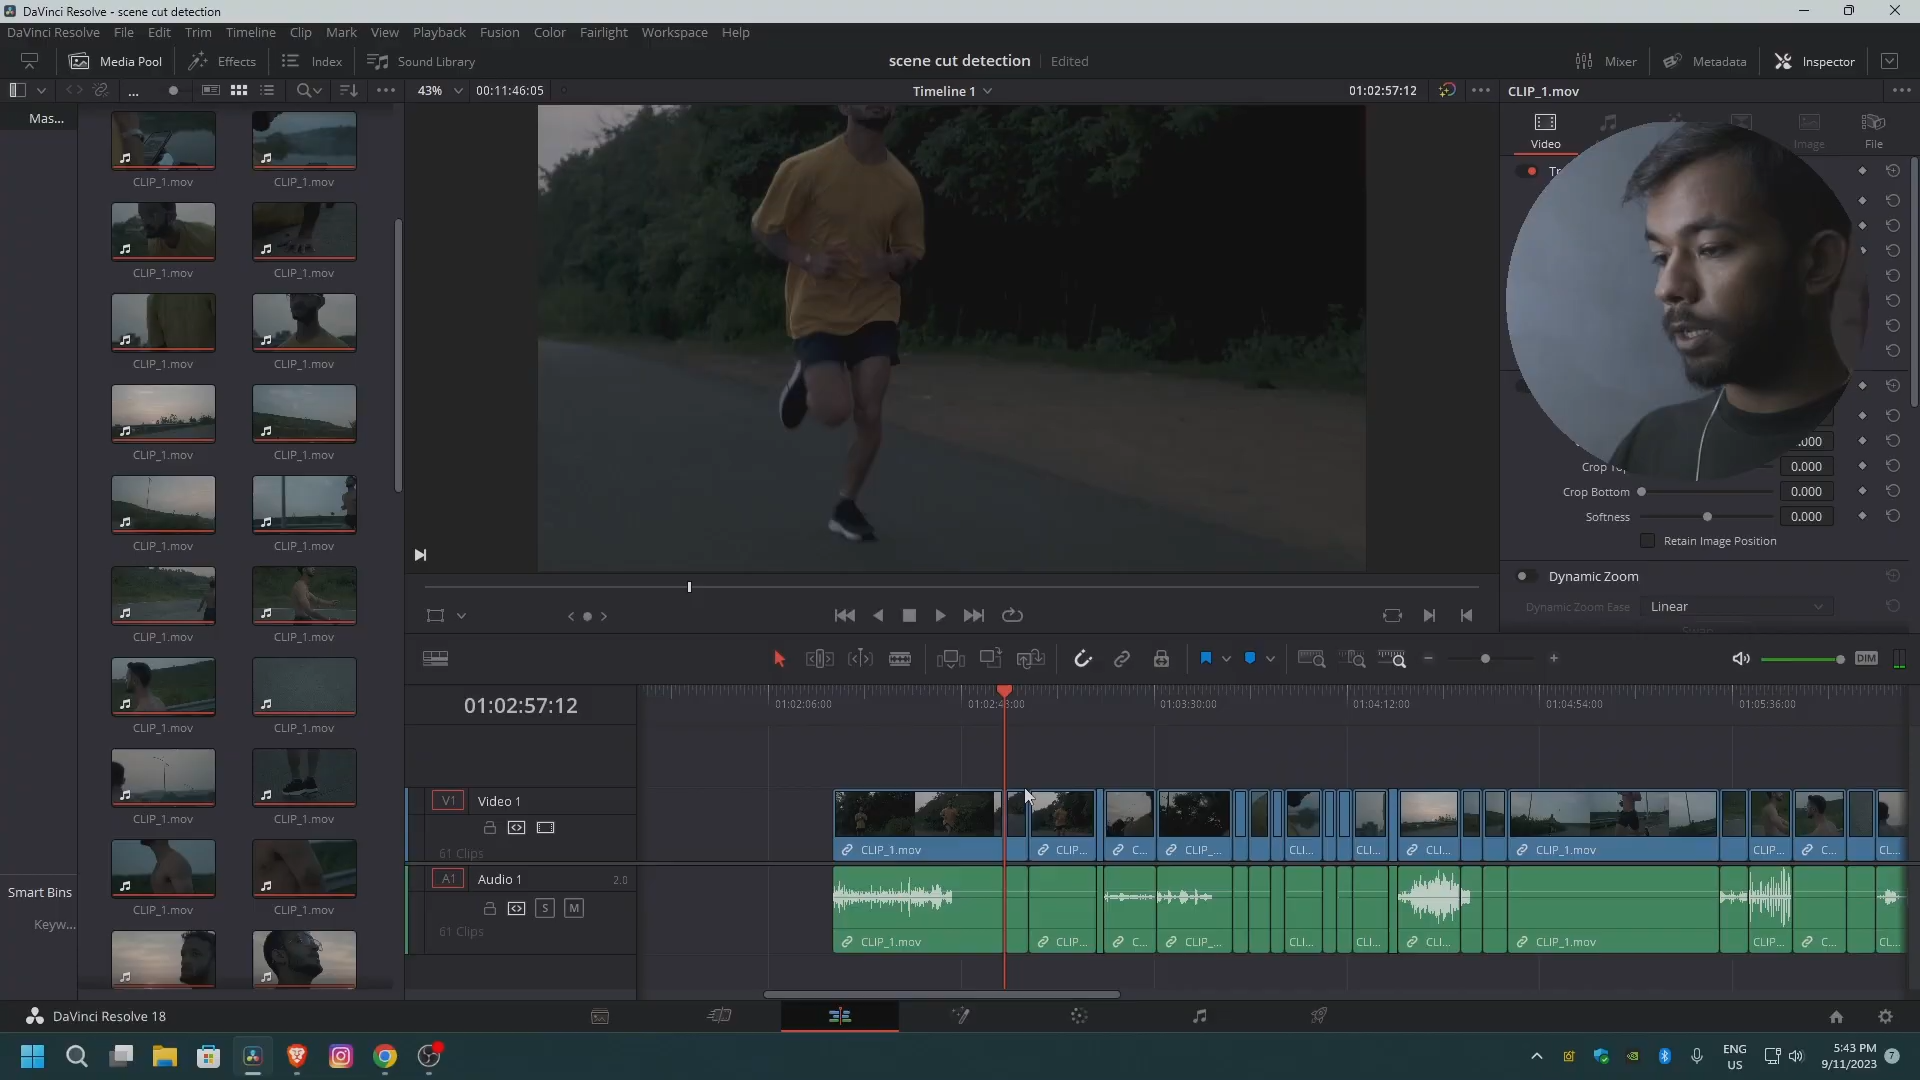 DaVinci Resolve - scene cut detection
DaVinci Resolve File Edit Trim Timeline Clip Mark View Playback Fusion Color Fairlight Workspace Help
Media Pool Effects Index Sound Library scene cut detection Edited Mixer Metadata Inspector
... 43% 00:11:46:05 Timeline 1 01:02:57:12 ••• CLIP_1.mov •••
Mas...
Video Image File
CLIP_1.mov CLIP_1.mov
Tr
CLIP_1.mov CLIP_1.mov
CLIP_1.mov CLIP_1.mov
CLIP_1.mov CLIP_1.mov
.000
Crop To 0.000
Crop Bottom 0.000
Softness 0.000
Retain Image Position
CLIP_1.mov CLIP_1.mov
Dynamic Zoom
Dynamic Zoom Ease Linear
Swap
CLIP_1.mov CLIP_1.mov
CLIP_1.mov CLIP_1.mov
CLIP_1.mov CLIP_1.mov
CLIP_1.mov CLIP_1.mov
DIM
01:02:57:12 01:02:06:00 01:02:48:00 01:03:30:00 01:04:12:00 01:04:54:00 01:05:36:00
V1 Video 1
61 Clips
CLIP_1.mov CLIP... C... CLIP_... CLI... CLI... CLI... CLIP_1.mov CLIP... C... CL...
A1 Audio 1 2.0
S M
61 Clips
CLIP_1.mov CLIP... C... CLIP_... CLI... CLI... CLI... CLIP_1.mov CLIP... C... CL...
Smart Bins
Keyw...
DaVinci Resolve 18
ENG
US
5:43 PM
9/11/2023
7